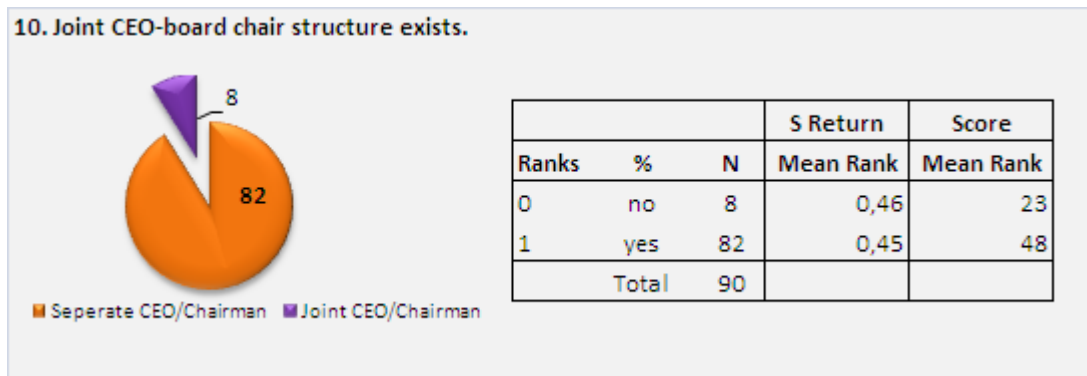 10. Joint CEO-board chair structure exists.
8
82
Seperate CEO/Chairman Joint CEO/Chairman
S Return Score
Ranks % N Mean Rank Mean Rank
0 no 8 0,46 23
1 yes 82 0,45 48
Total 90